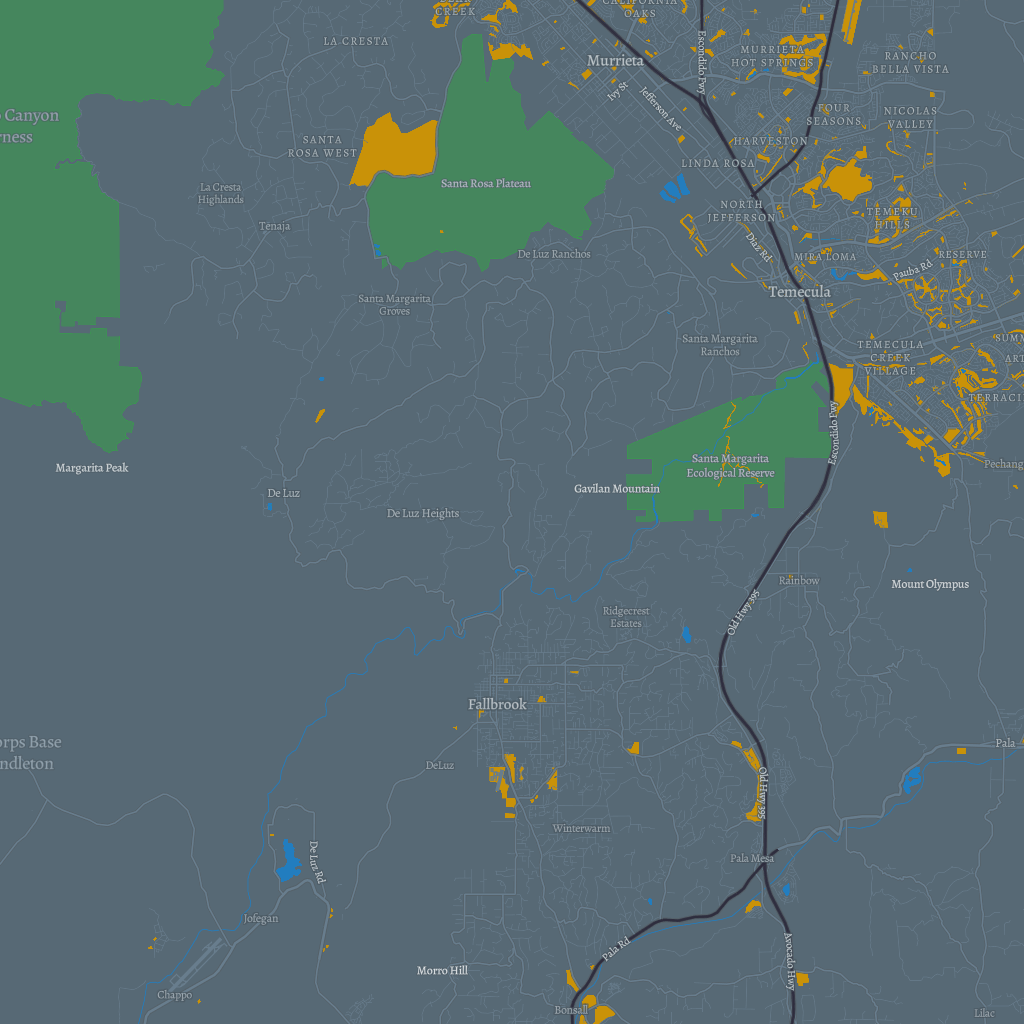 CREEK
CALIFORNIA
OAKS
LA CRESTA
Murrieta
Escondido Fwy
MURRIETA
HOT SPRINGS
RANCHO
BELLA VISTA
Ivy St
Jefferson Ave
Canyon
rness
FOUR
SEASONS
NICOLAS
VALLEY
SANTA
ROSA WEST
HARVESTON
LINDA ROSA
La Cresta
Highlands
Santa Rosa Plateau
NORTH
JEFFERSON
TEMEKU
HILLS
Tenaja
De Luz Ranchos
Diaz Rd
MIRA LOMA
Pauba Rd
RESERVE
Santa Margarita
Groves
Temecula
Santa Margarita
Ranchos
TEMECULA
CREEK
VILLAGE
SUMM
ART
TERRACI
Escondido Fwy
Margarita Peak
Santa Margarita
Ecological Reserve
Pechang
Gavilan Mountain
De Luz
De Luz Heights
Rainbow
Mount Olympus
Old Hwy 395
Ridgecrest
Estates
Fallbrook
orps Base
ndleton
Pala
DeLuz
Old Hwy 395
Winterwarm
De Luz Rd
Pala Mesa
Jofegan
Pala Rd
Avocado Hwy
Morro Hill
Chappo
Bonsall
Lilac